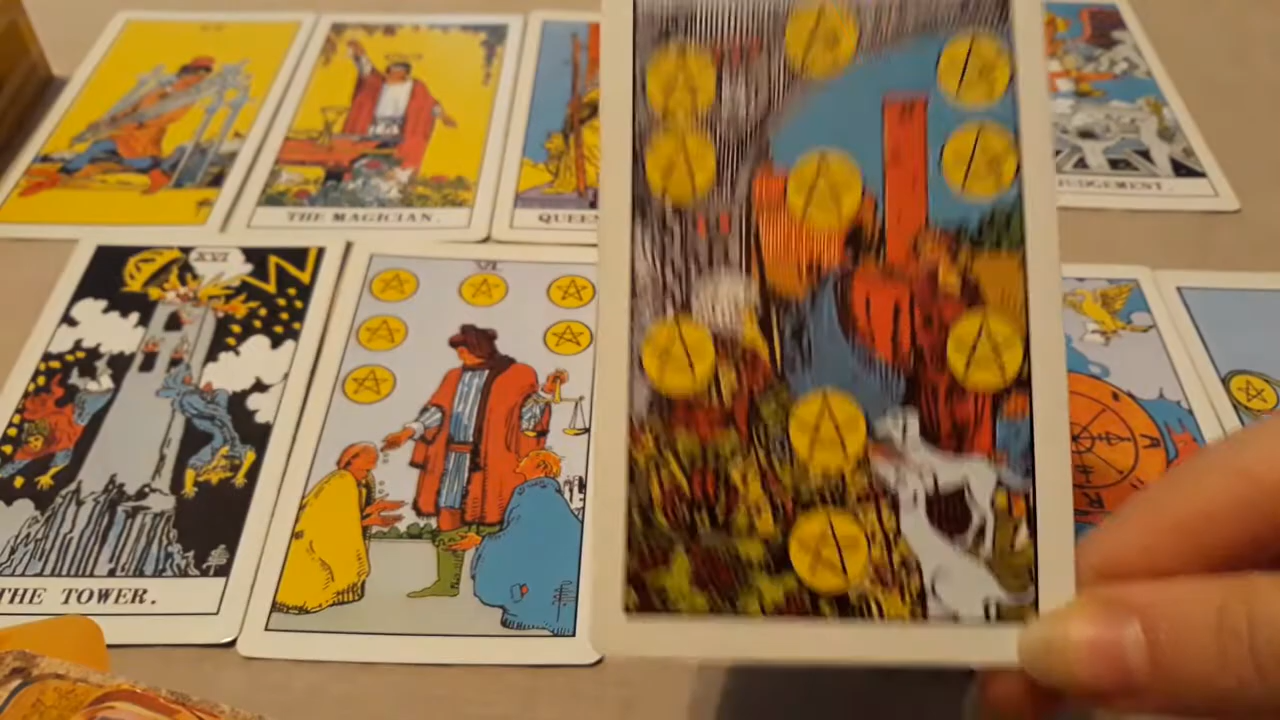 THE MAGICIAN.
QUEEN
JUDGEMENT.
XVI
VI
THE TOWER.